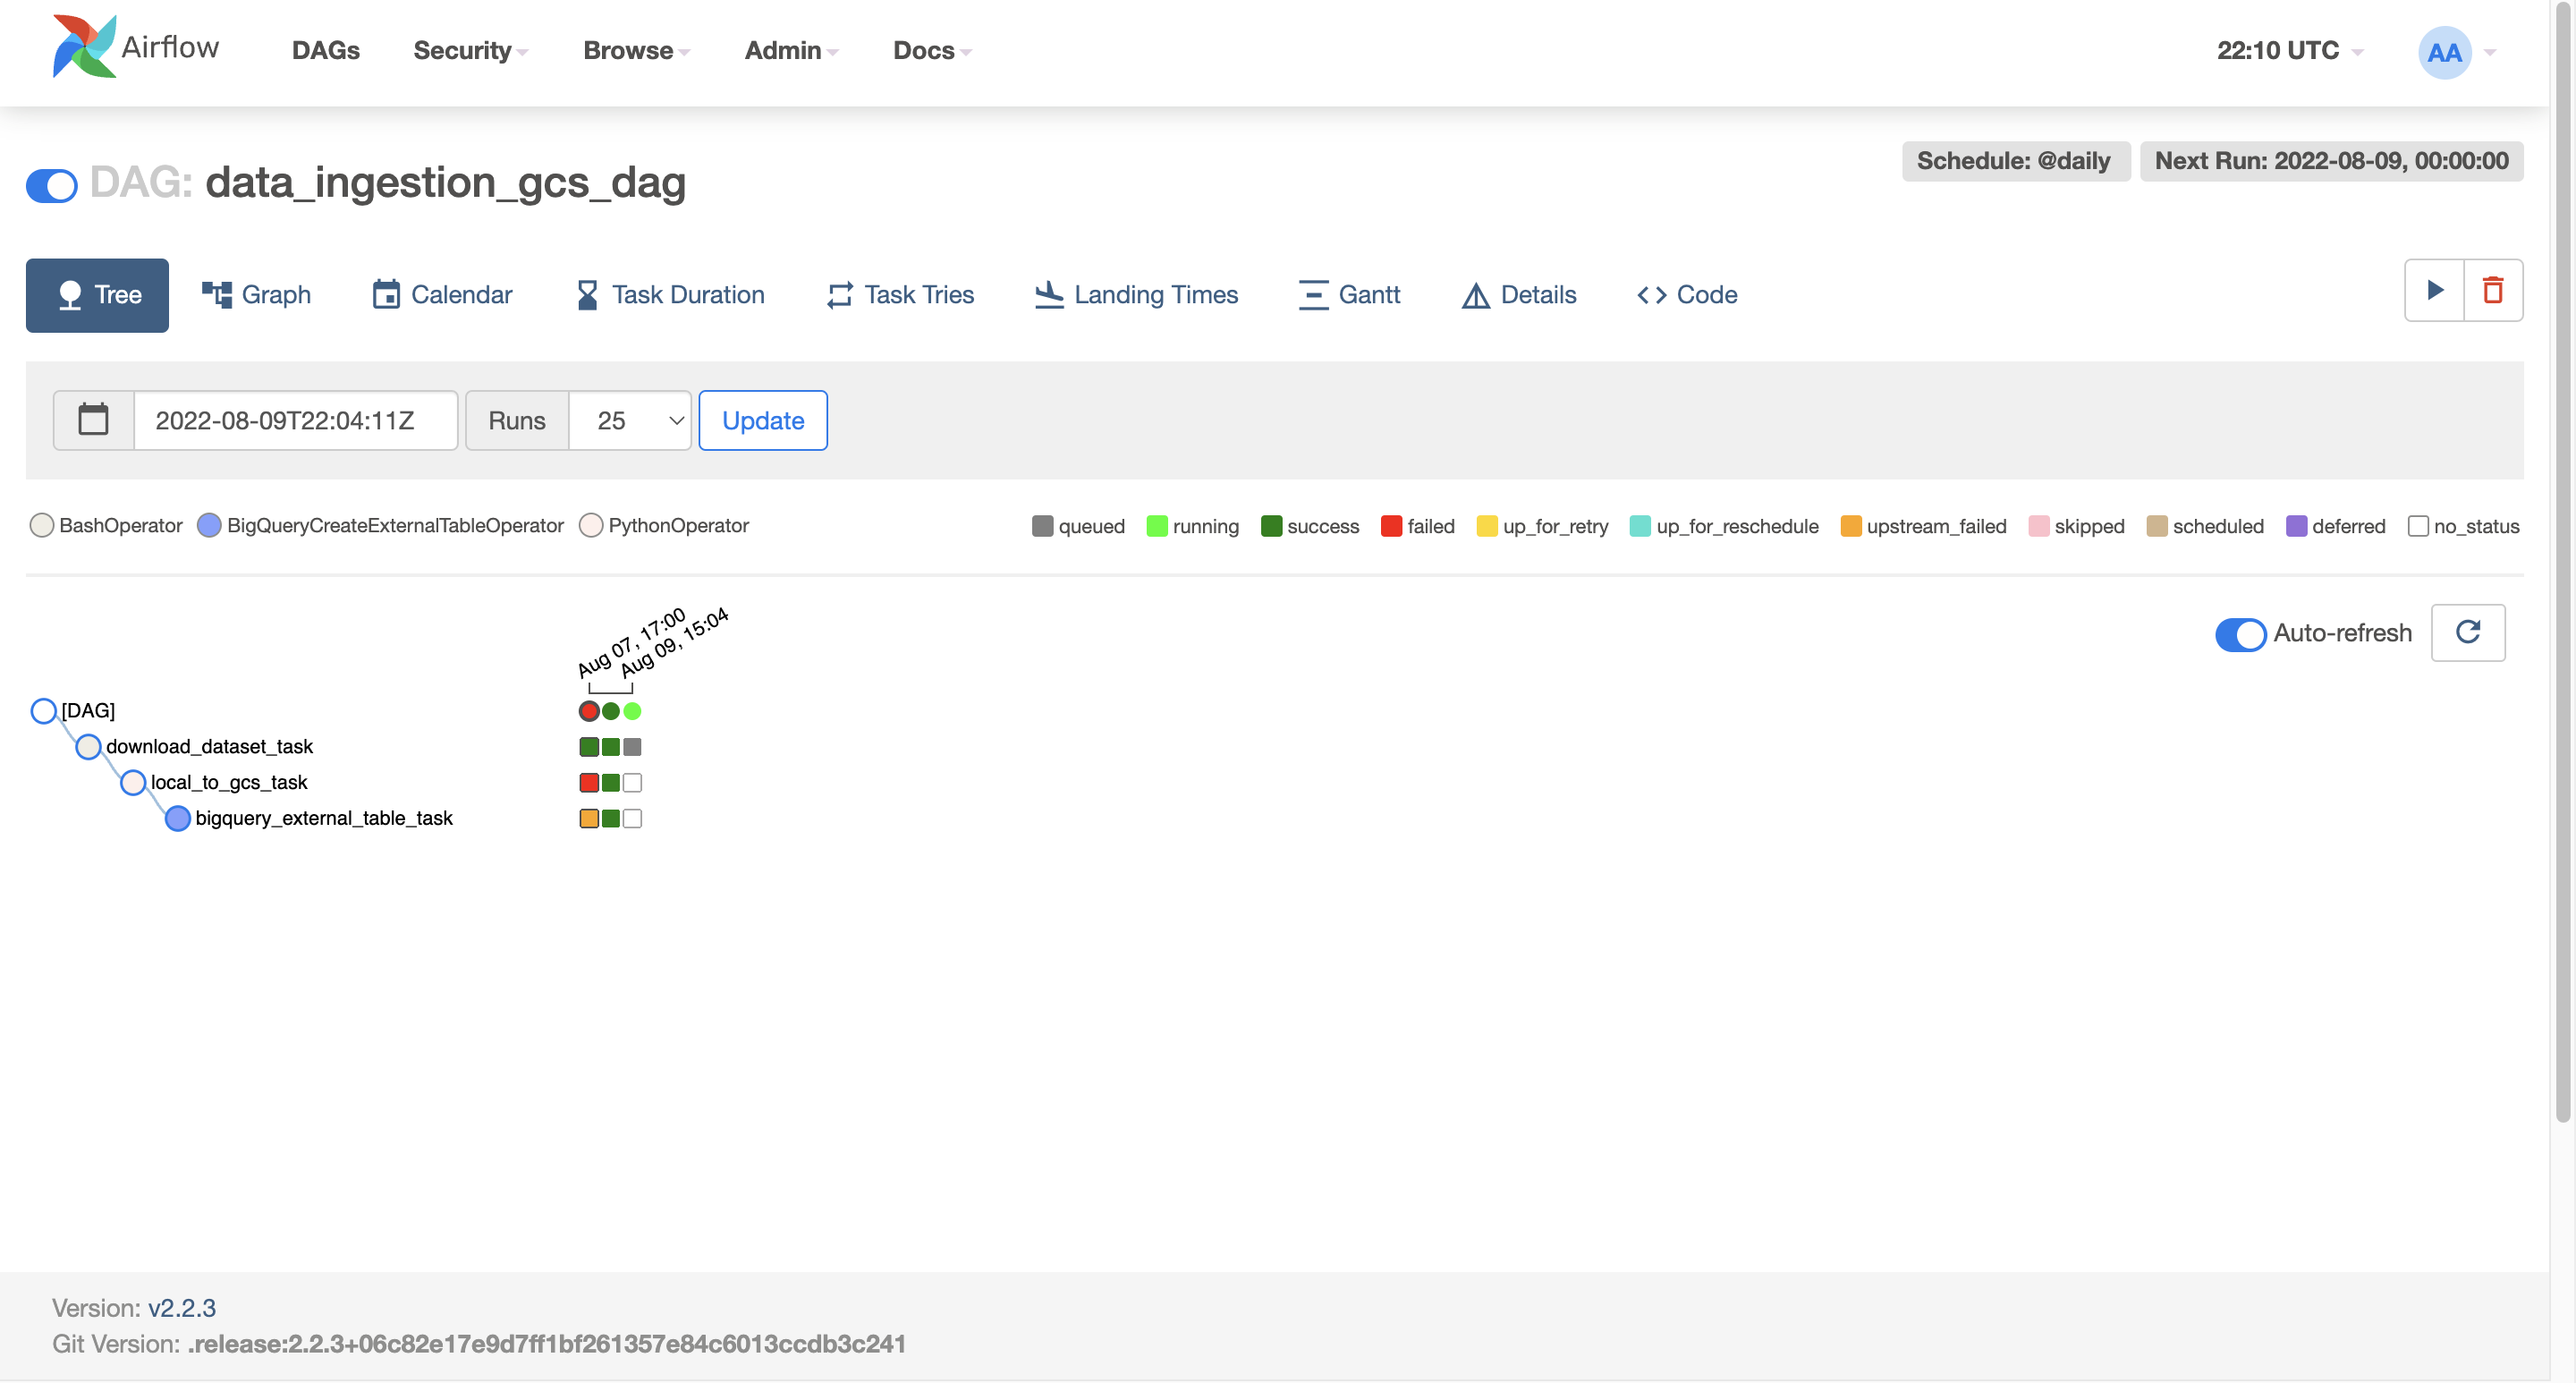 Airflow DAGs Security Browse Admin Docs 22:10 UTC AA
Schedule: @daily Next Run: 2022-08-09, 00:00:00
DAG: data_ingestion_gcs_dag
Tree Graph Calendar Task Duration Task Tries Landing Times Gantt Details Code
2022-08-09T22:04:11Z Runs 25 Update
BashOperator BigQueryCreateExternalTableOperator PythonOperator queued running success failed up_for_retry up_for_reschedule upstream_failed skipped scheduled deferred no_status
Aug 07, 17:00
Aug 09, 15:04
Auto-refresh
[DAG]
download_dataset_task
local_to_gcs_task
bigquery_external_table_task
Version: v2.2.3
Git Version: .release:2.2.3+06c82e17e9d7ff1bf261357e84c6013ccdb3c241